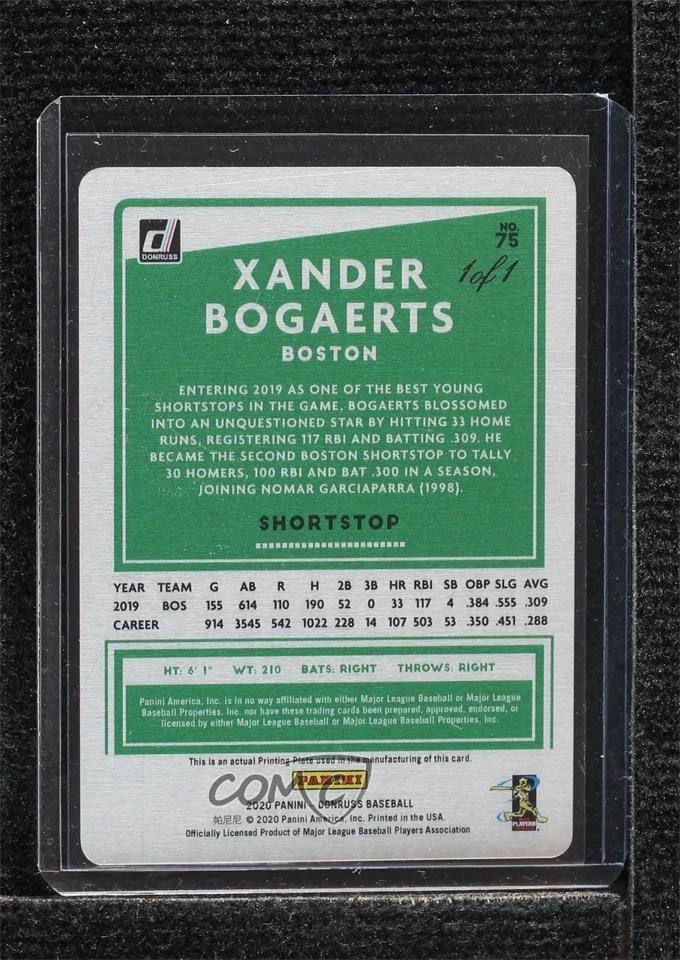 DONRUSS
NO.
75
1 of 1
XANDER
BOGAERTS
BOSTON
ENTERING 2019 AS ONE OF THE BEST YOUNG
SHORTSTOPS IN THE GAME, BOGAERTS BLOSSOMED
INTO AN UNQUESTIONED STAR BY HITTING 33 HOME
RUNS, REGISTERING 117 RBI AND BATTING .309. HE
BECAME THE SECOND BOSTON SHORTSTOP TO TALLY
30 HOMERS, 100 RBI AND BAT .300 IN A SEASON,
JOINING NOMAR GARCIAPARRA (1998).
SHORTSTOP
YEAR TEAM G AB R H 2B 3B HR RBI SB OBP SLG AVG
2019 BOS 155 614 110 190 52 0 33 117 4 .384 .555 .309
CAREER 914 3545 542 1022 228 14 107 503 53 .350 .451 .288
HT: 6' 1" WT: 210 BATS: RIGHT THROWS: RIGHT
Panini America, Inc. is in no way affiliated with either Major League Baseball or Major League
Baseball Properties, Inc. nor have these trading cards been prepared, approved, endorsed, or
licensed by either Major League Baseball or Major League Baseball Properties, Inc.
This is an actual Printing Plate used in the manufacturing of this card.
COMC
PANINI
2020 PANINI - DONRUSS BASEBALL
帕尼尼 © 2020 Panini America, Inc. Printed in the USA.
Officially Licensed Product of Major League Baseball Players Association
PLAYERS